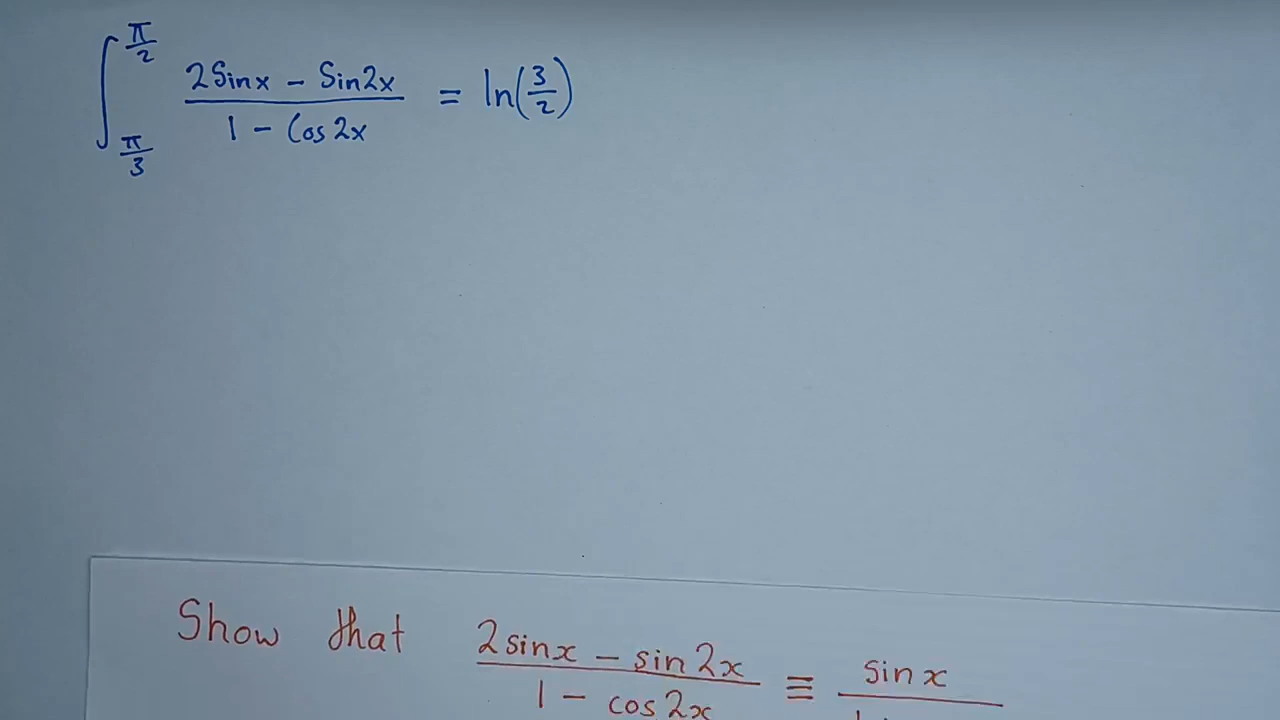 ∫_{π/3}^{π/2} (2Sinx − Sin2x)/(1 − Cos2x) = ln(3/2)
Show that (2sinx − sin2x)/(1 − cos2x) ≡ sinx